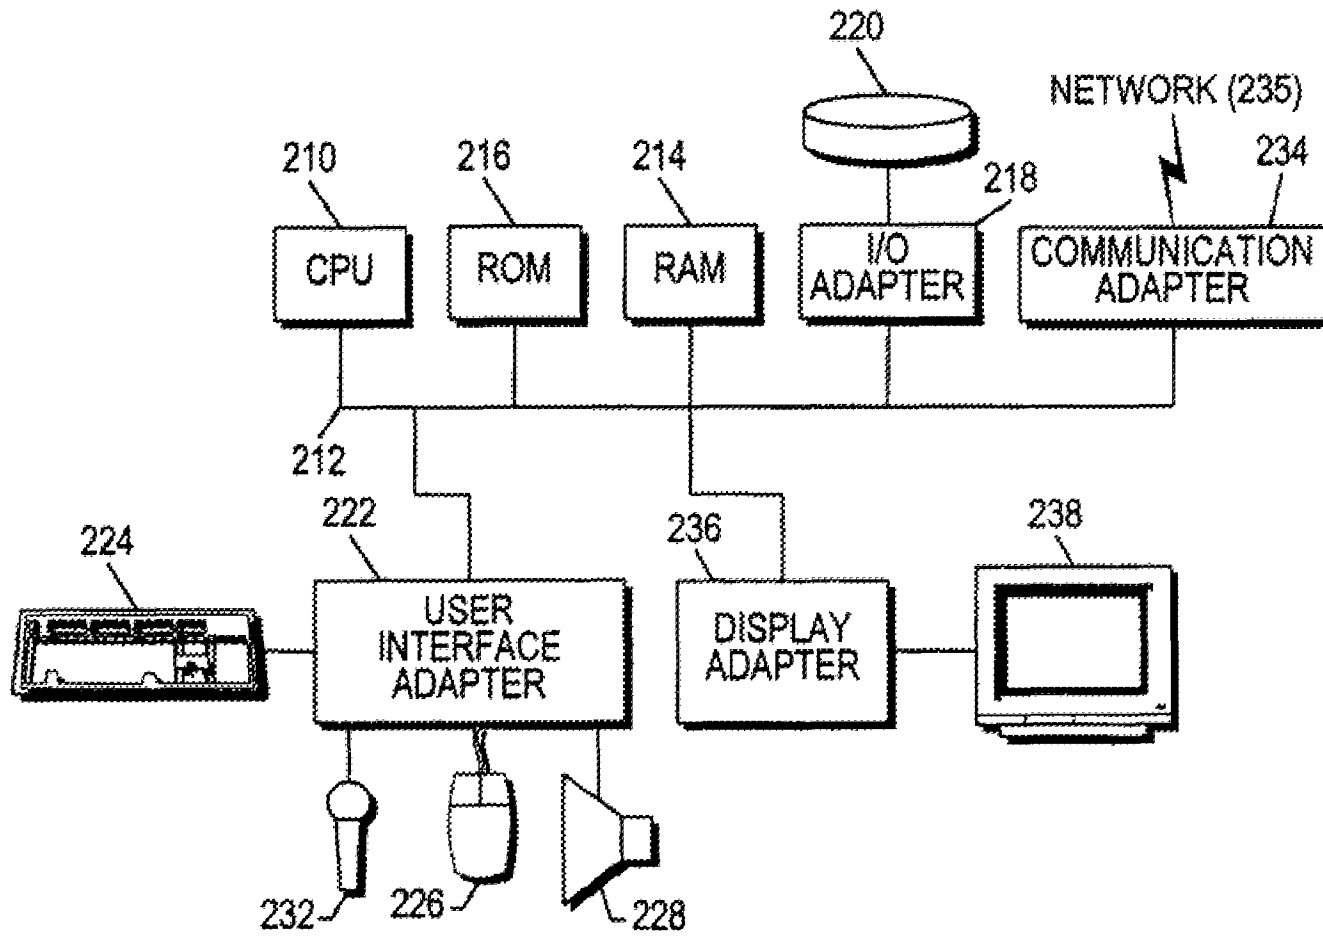 220
NETWORK (235)
210
216
214
218
234
CPU
ROM
RAM
I/O
ADAPTER
COMMUNICATION
ADAPTER
212
222
236
238
224
USER
INTERFACE
ADAPTER
DISPLAY
ADAPTER
232
226
228